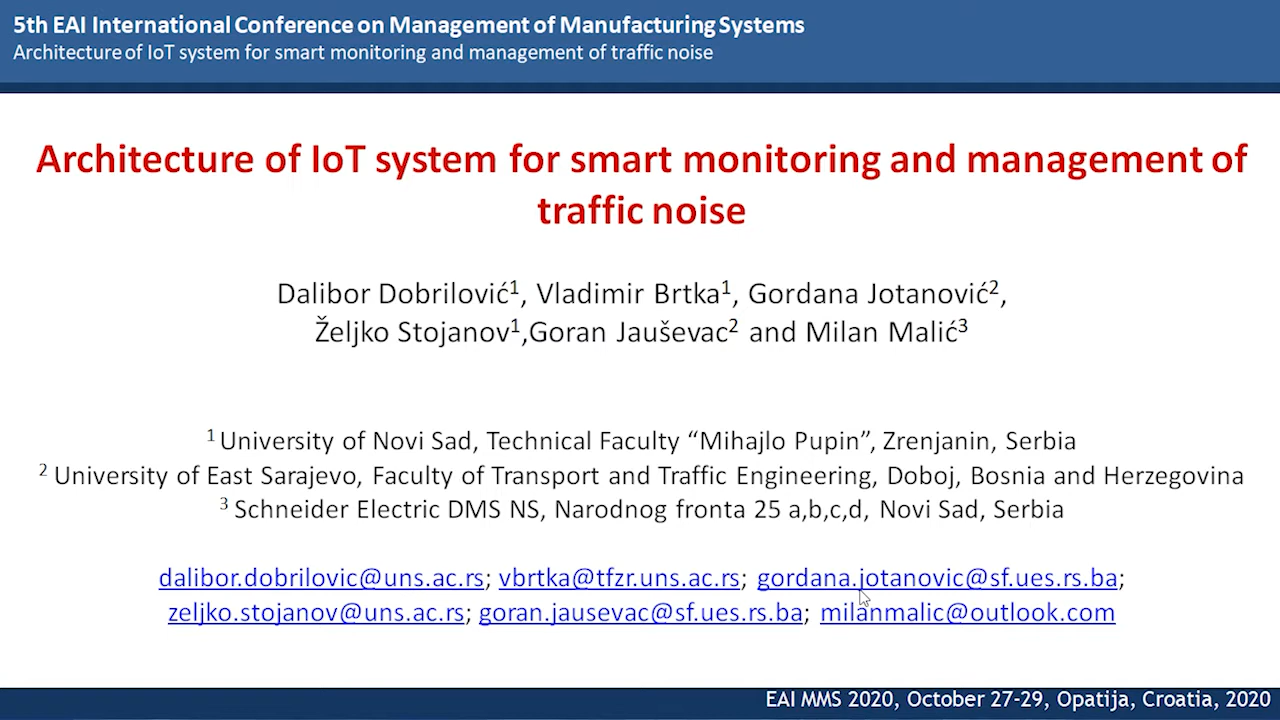 5th EAI International Conference on Management of Manufacturing Systems
Architecture of IoT system for smart monitoring and management of traffic noise
Architecture of IoT system for smart monitoring and management of
traffic noise
Dalibor Dobrilović1, Vladimir Brtka1, Gordana Jotanović2,
Željko Stojanov1,Goran Jauševac2 and Milan Malić3
1 University of Novi Sad, Technical Faculty “Mihajlo Pupin”, Zrenjanin, Serbia
2 University of East Sarajevo, Faculty of Transport and Traffic Engineering, Doboj, Bosnia and Herzegovina
3 Schneider Electric DMS NS, Narodnog fronta 25 a,b,c,d, Novi Sad, Serbia
dalibor.dobrilovic@uns.ac.rs; vbrtka@tfzr.uns.ac.rs; gordana.jotanovic@sf.ues.rs.ba;
zeljko.stojanov@uns.ac.rs; goran.jausevac@sf.ues.rs.ba; milanmalic@outlook.com
EAI MMS 2020, October 27-29, Opatija, Croatia, 2020